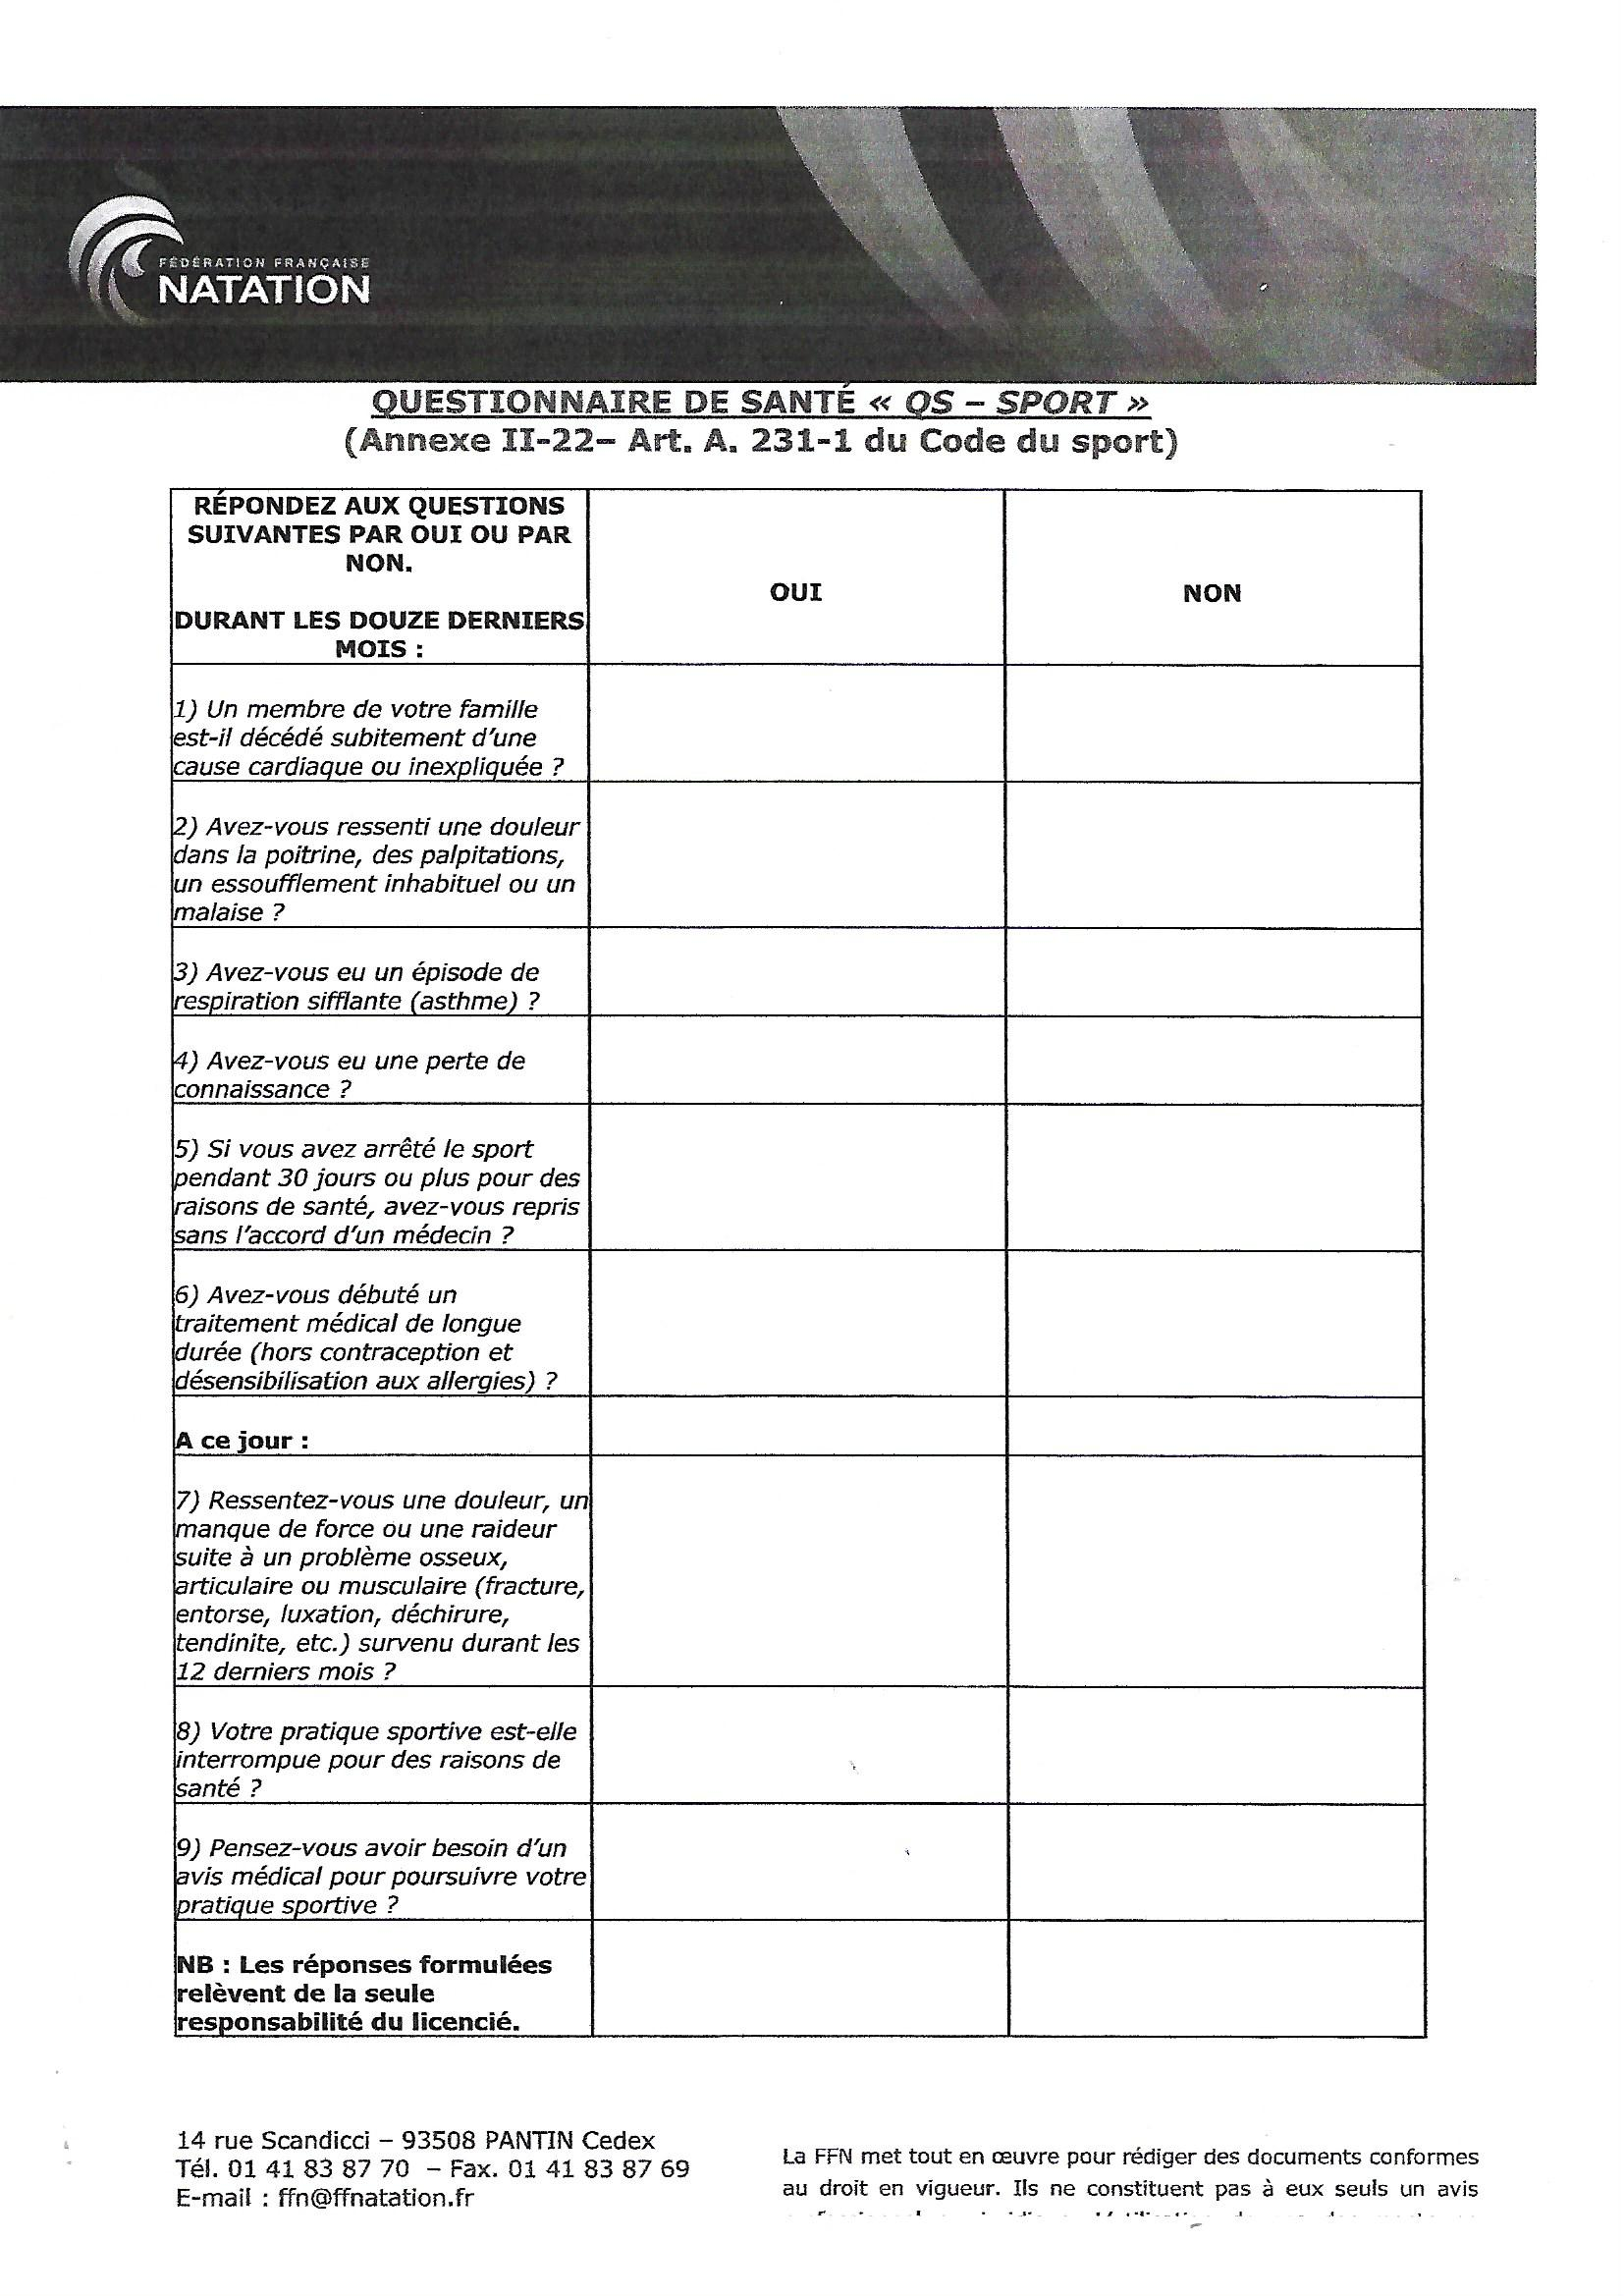 FÉDÉRATION FRANÇAISE
NATATION
QUESTIONNAIRE DE SANTÉ « QS – SPORT »
(Annexe II-22– Art. A. 231-1 du Code du sport)
RÉPONDEZ AUX QUESTIONS
SUIVANTES PAR OUI OU PAR
NON.
DURANT LES DOUZE DERNIERS
MOIS :
OUI
NON
1) Un membre de votre famille
est-il décédé subitement d’une
cause cardiaque ou inexpliquée ?
2) Avez-vous ressenti une douleur
dans la poitrine, des palpitations,
un essoufflement inhabituel ou un
malaise ?
3) Avez-vous eu un épisode de
respiration sifflante (asthme) ?
4) Avez-vous eu une perte de
connaissance ?
5) Si vous avez arrêté le sport
pendant 30 jours ou plus pour des
raisons de santé, avez-vous repris
sans l’accord d’un médecin ?
6) Avez-vous débuté un
traitement médical de longue
durée (hors contraception et
désensibilisation aux allergies) ?
A ce jour :
7) Ressentez-vous une douleur, un
manque de force ou une raideur
suite à un problème osseux,
articulaire ou musculaire (fracture,
entorse, luxation, déchirure,
tendinite, etc.) survenu durant les
12 derniers mois ?
8) Votre pratique sportive est-elle
interrompue pour des raisons de
santé ?
9) Pensez-vous avoir besoin d’un
avis médical pour poursuivre votre
pratique sportive ?
NB : Les réponses formulées
relèvent de la seule
responsabilité du licencié.
14 rue Scandicci – 93508 PANTIN Cedex
Tél. 01 41 83 87 70 – Fax. 01 41 83 87 69
E-mail : ffn@ffnatation.fr
La FFN met tout en œuvre pour rédiger des documents conformes
au droit en vigueur. Ils ne constituent pas à eux seuls un avis